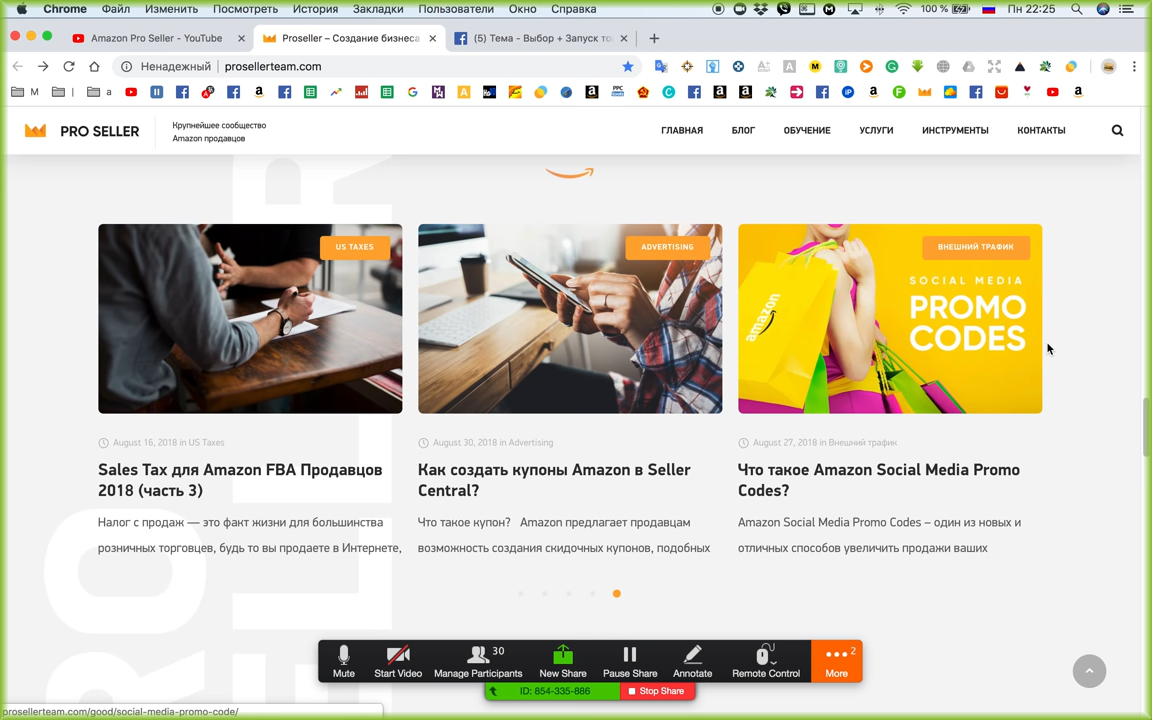 Chrome Файл Изменить Посмотреть История Закладки Пользователи Окно Справка
100 % Пн 22:25
Amazon Pro Seller - YouTube
Proseller – Создание бизнеса
(5) Тема - Выбор + Запуск то
Ненадежный prosellerteam.com
М
PRO SELLER
Крупнейшее сообщество
Amazon продавцов
ГЛАВНАЯ БЛОГ ОБУЧЕНИЕ УСЛУГИ ИНСТРУМЕНТЫ КОНТАКТЫ
US TAXES
ADVERTISING
ВНЕШНИЙ ТРАФИК
amazon
SOCIAL MEDIA
PROMO
CODES
August 16, 2018 in US Taxes
Sales Tax для Amazon FBA Продавцов
2018 (часть 3)
Налог с продаж — это факт жизни для большинства
розничных торговцев, будь то вы продаете в Интернете,
August 30, 2018 in Advertising
Как создать купоны Amazon в Seller
Central?
Что такое купон? Amazon предлагает продавцам
возможность создания скидочных купонов, подобных
August 27, 2018 in Внешний трафик
Что такое Amazon Social Media Promo
Codes?
Amazon Social Media Promo Codes – один из новых и
отличных способов увеличить продажи ваших
Mute
Start Video
30
Manage Participants
New Share
Pause Share
Annotate
Remote Control
2
More
ID: 854-335-886
Stop Share
prosellerteam.com/good/social-media-promo-code/